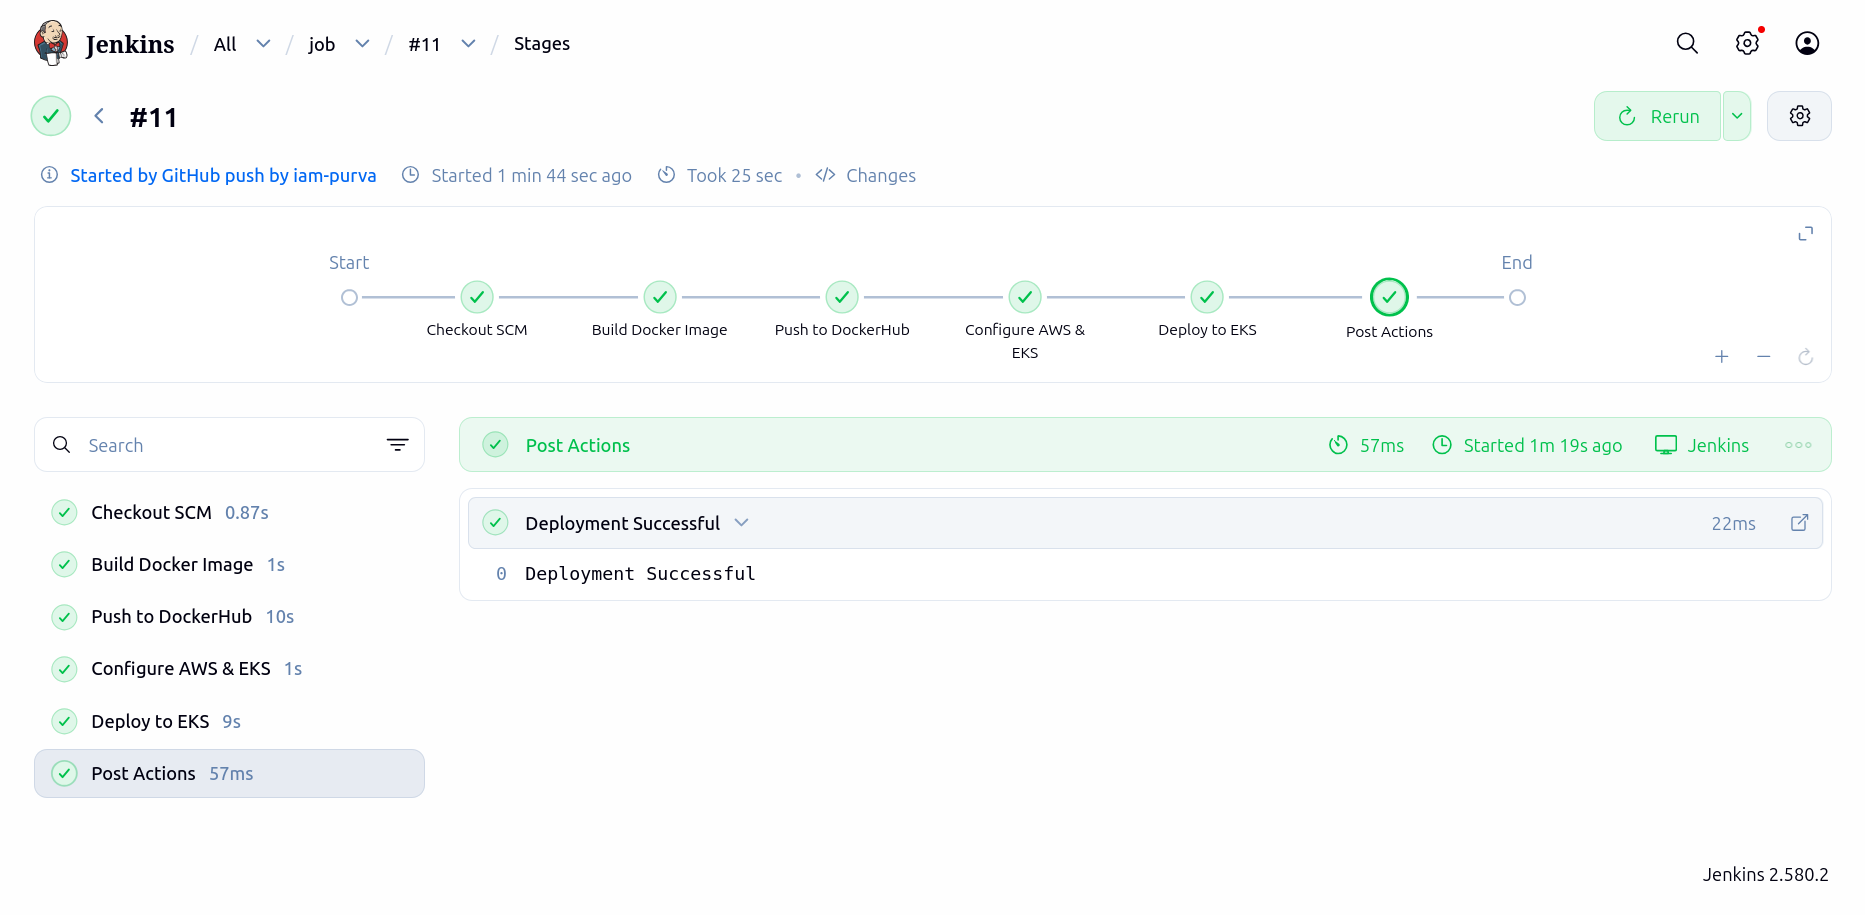 Jenkins / All / job / #11 / Stages
#11
Rerun
Started by GitHub push by iam-purva Started 1 min 44 sec ago Took 25 sec • Changes
Start
End
Checkout SCM
Build Docker Image
Push to DockerHub
Configure AWS &
EKS
Deploy to EKS
Post Actions
Search
Checkout SCM 0.87s
Build Docker Image 1s
Push to DockerHub 10s
Configure AWS & EKS 1s
Deploy to EKS 9s
Post Actions 57ms
Post Actions 57ms Started 1m 19s ago Jenkins
Deployment Successful 22ms
0 Deployment Successful
Jenkins 2.580.2